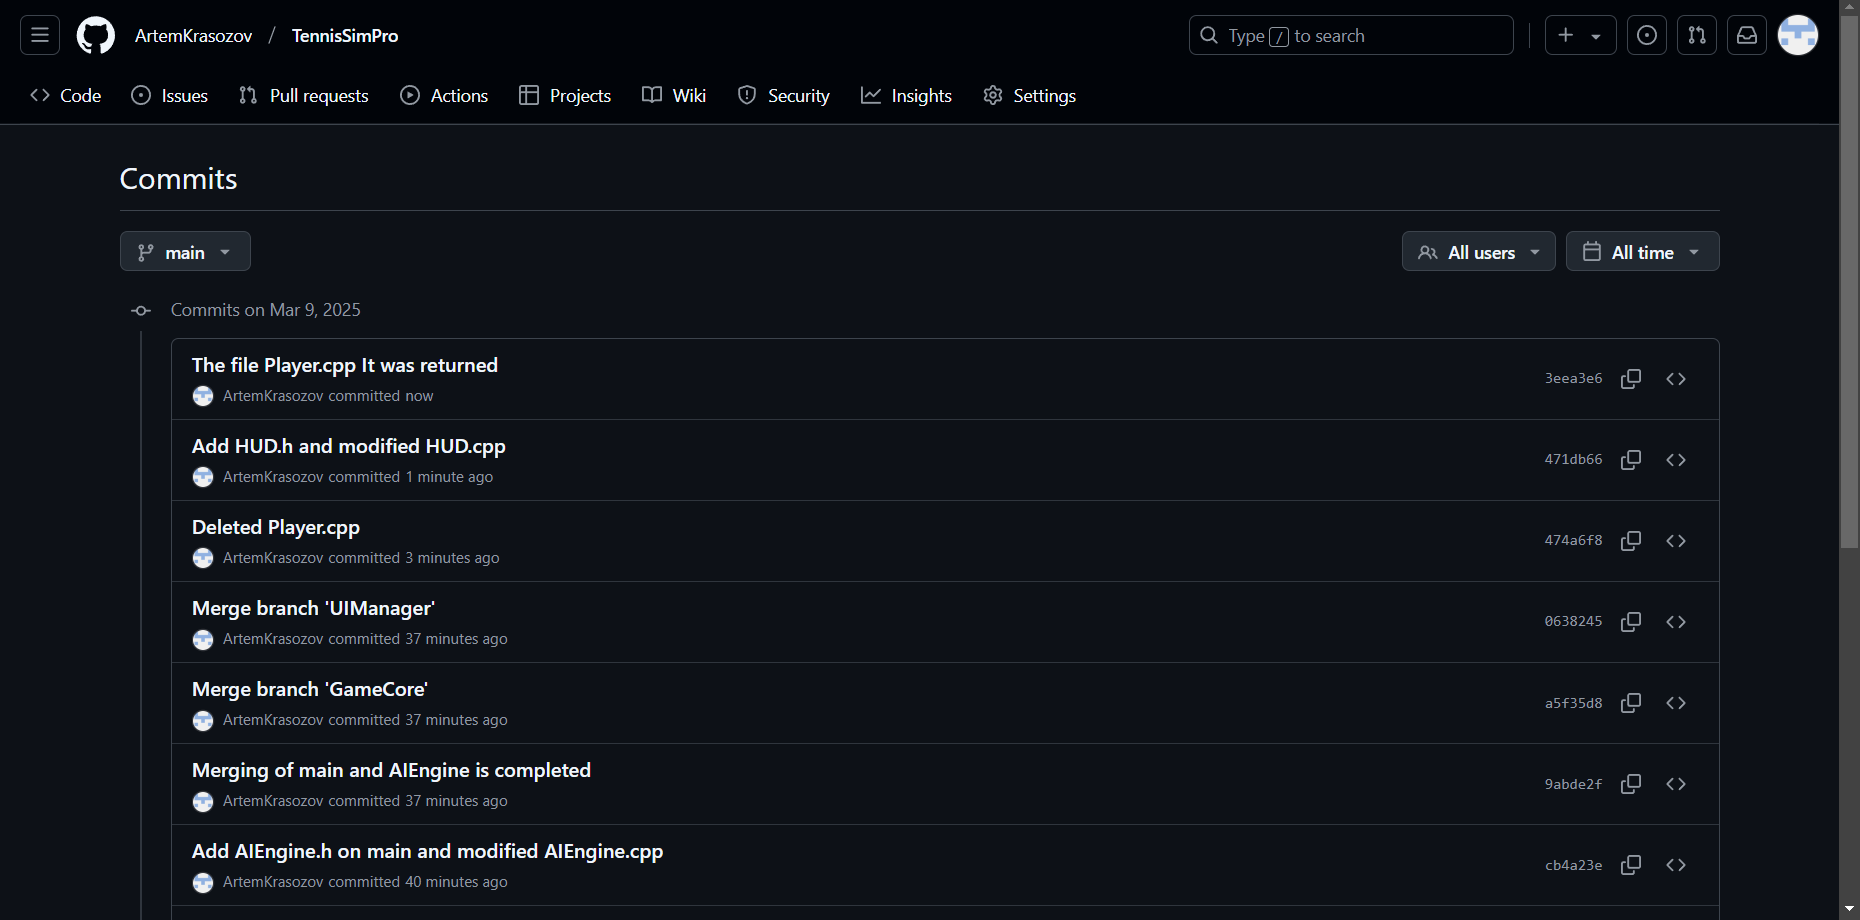 ArtemKrasozov / TennisSimPro
Type / to search
Code Issues Pull requests Actions Projects Wiki Security Insights Settings
Commits
main All users All time
Commits on Mar 9, 2025
The file Player.cpp It was returned
ArtemKrasozov committed now
3eea3e6
Add HUD.h and modified HUD.cpp
ArtemKrasozov committed 1 minute ago
471db66
Deleted Player.cpp
ArtemKrasozov committed 3 minutes ago
474a6f8
Merge branch 'UIManager'
ArtemKrasozov committed 37 minutes ago
0638245
Merge branch 'GameCore'
ArtemKrasozov committed 37 minutes ago
a5f35d8
Merging of main and AIEngine is completed
ArtemKrasozov committed 37 minutes ago
9abde2f
Add AIEngine.h on main and modified AIEngine.cpp
ArtemKrasozov committed 40 minutes ago
cb4a23e